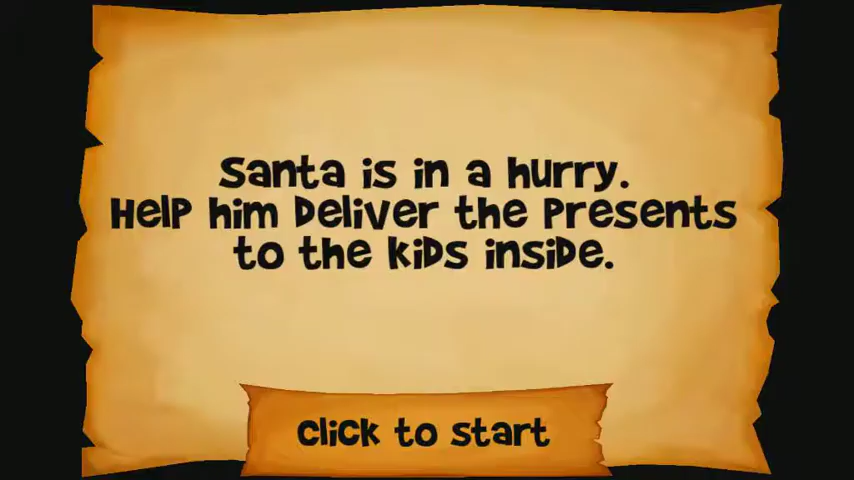 Santa is in a hurry.
Help him Deliver the Presents
to the kids inside.
click to start